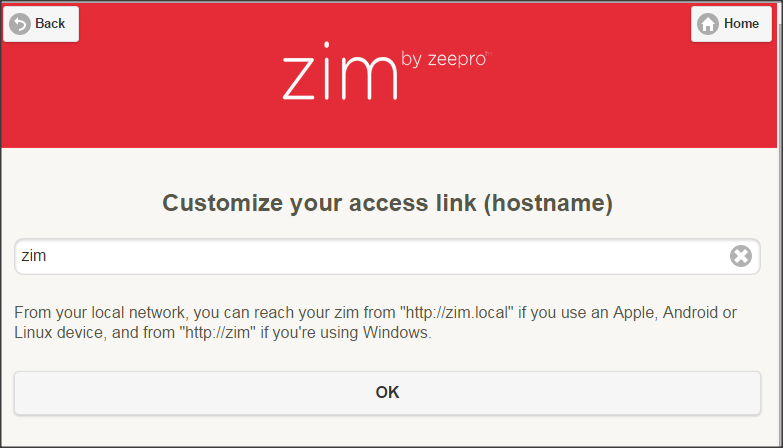 Back
Home
zim by zeepro™
Customize your access link (hostname)
zim
From your local network, you can reach your zim from "http://zim.local" if you use an Apple, Android or
Linux device, and from "http://zim" if you're using Windows.
OK